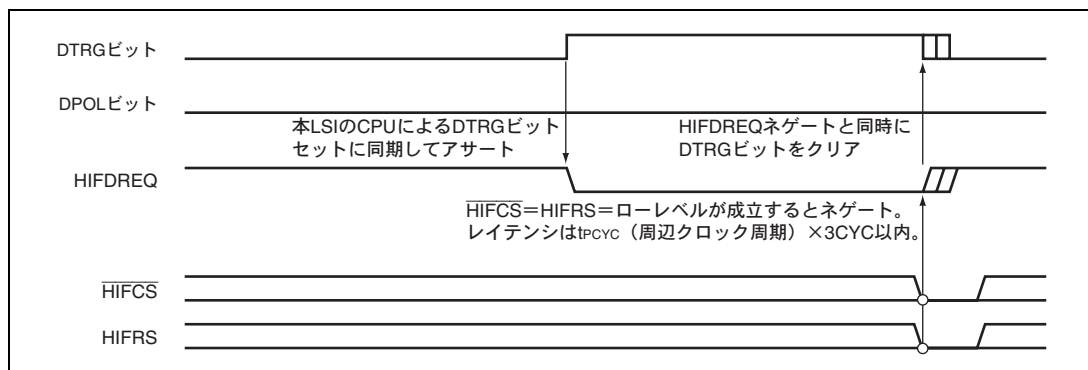 DTRGビット
DPOLビット
本LSIのCPUによるDTRGビット
セットに同期してアサート
HIFDREQネゲートと同時に
DTRGビットをクリア
HIFDREQ
HIFCS=HIFRS=ローレベルが成立するとネゲート。
レイテンシはtPCYC（周辺クロック周期）×3CYC以内。
HIFCS
HIFRS